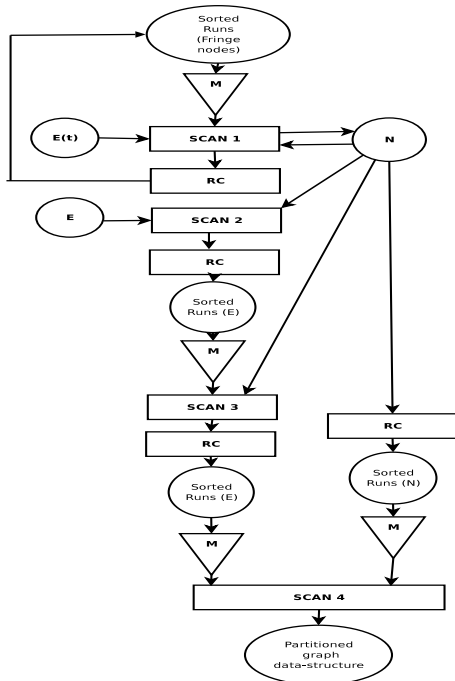 Sorted
Runs
(Fringe
nodes)
M
E(t)
SCAN 1
N
RC
E
SCAN 2
RC
Sorted
Runs (E)
M
SCAN 3
RC
RC
Sorted
Runs (E)
Sorted
Runs (N)
M
M
SCAN 4
Partitioned
graph
data-structure